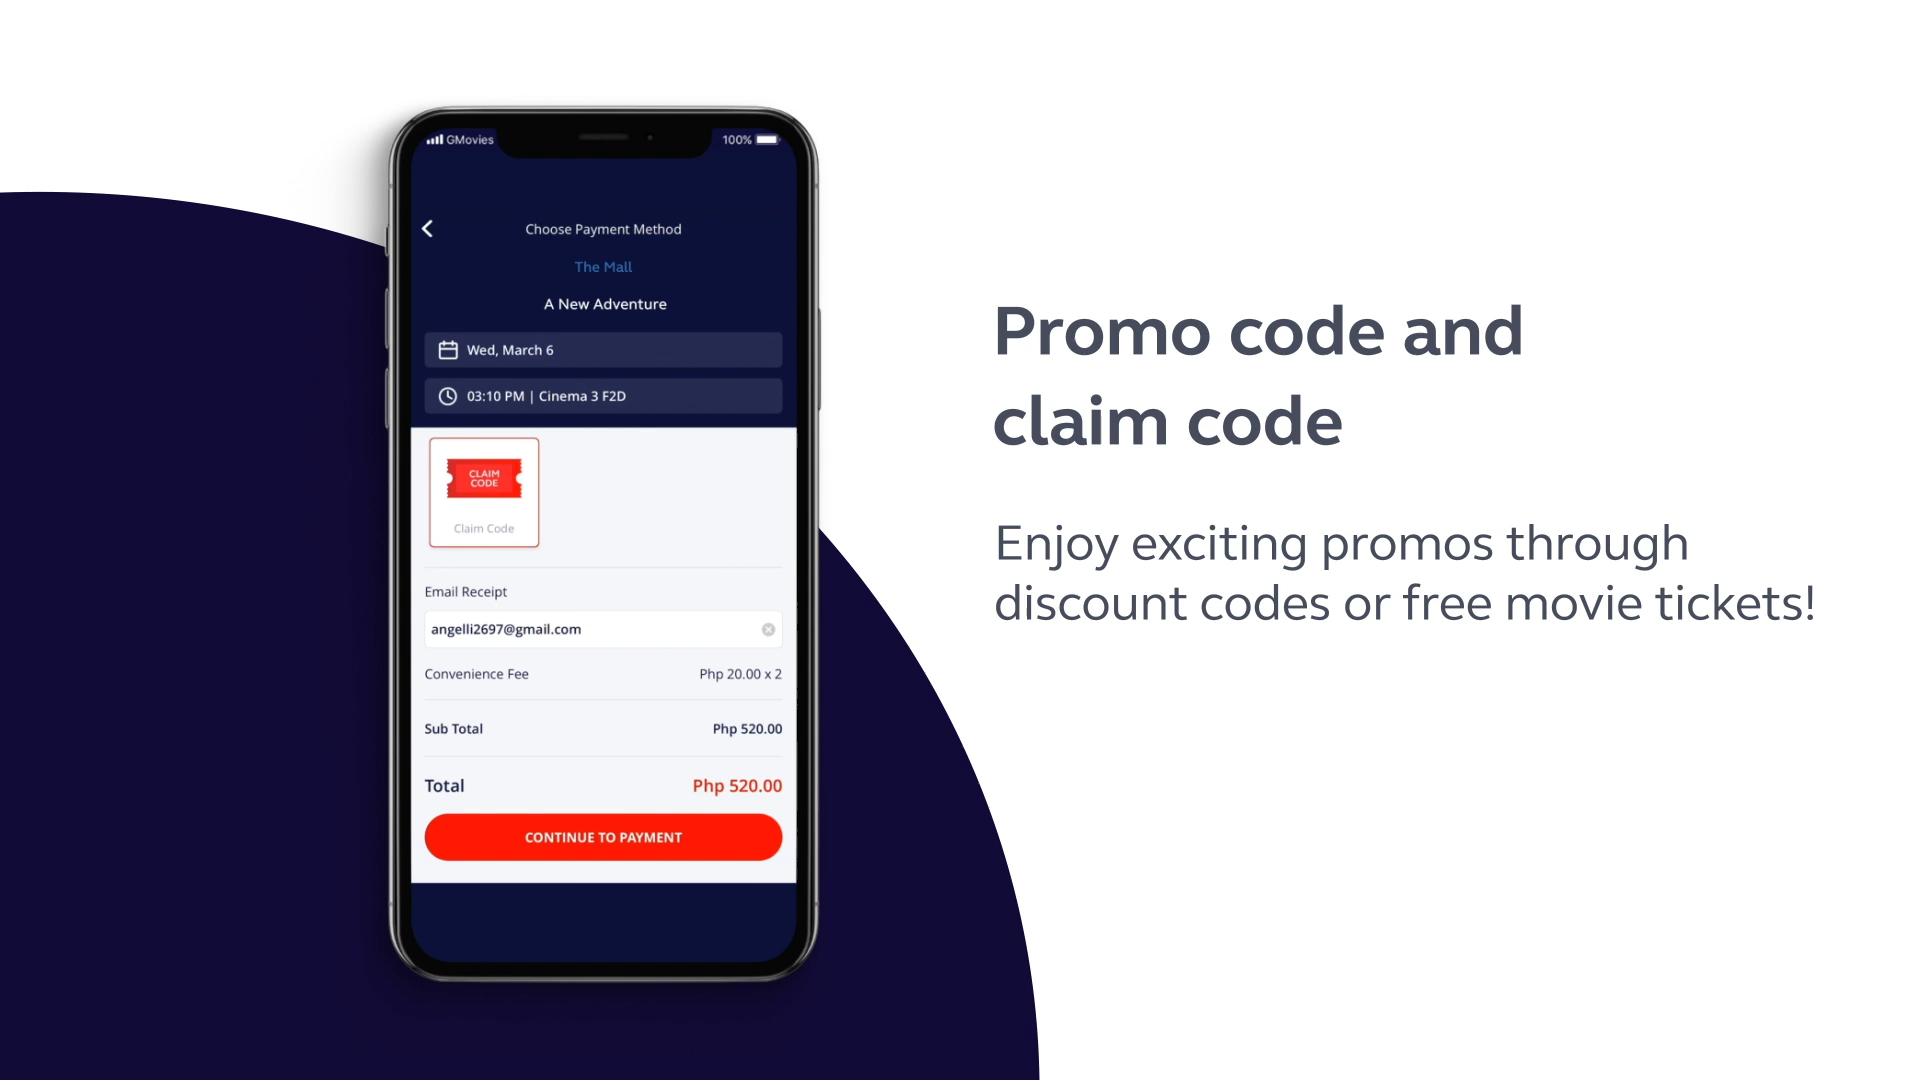 GMovies
100%
Choose Payment Method
The Mall
A New Adventure
Wed, March 6
03:10 PM | Cinema 3 F2D
CLAIM
CODE
Claim Code
Email Receipt
angelli2697@gmail.com
Convenience Fee Php 20.00 x 2
Sub Total Php 520.00
Total Php 520.00
CONTINUE TO PAYMENT
Promo code and
claim code
Enjoy exciting promos through
discount codes or free movie tickets!